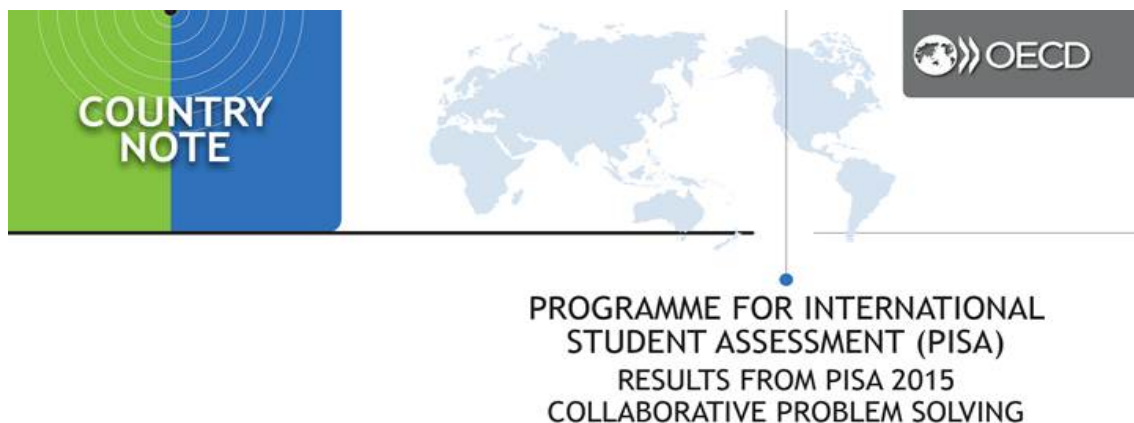 COUNTRY
NOTE
OECD
PROGRAMME FOR INTERNATIONAL
STUDENT ASSESSMENT (PISA)
RESULTS FROM PISA 2015
COLLABORATIVE PROBLEM SOLVING